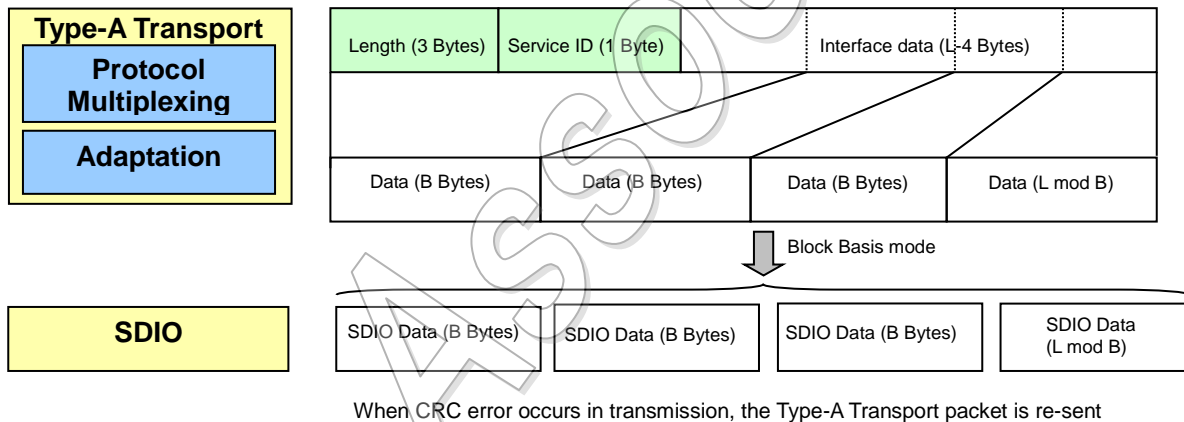 Type-A Transport
Protocol
Multiplexing
Adaptation
Length (3 Bytes) Service ID (1 Byte) Interface data (L-4 Bytes)
Data (B Bytes) Data (B Bytes) Data (B Bytes) Data (L mod B)
Block Basis mode
SDIO
SDIO Data (B Bytes) SDIO Data (B Bytes) SDIO Data (B Bytes) SDIO Data
(L mod B)
When CRC error occurs in transmission, the Type-A Transport packet is re-sent